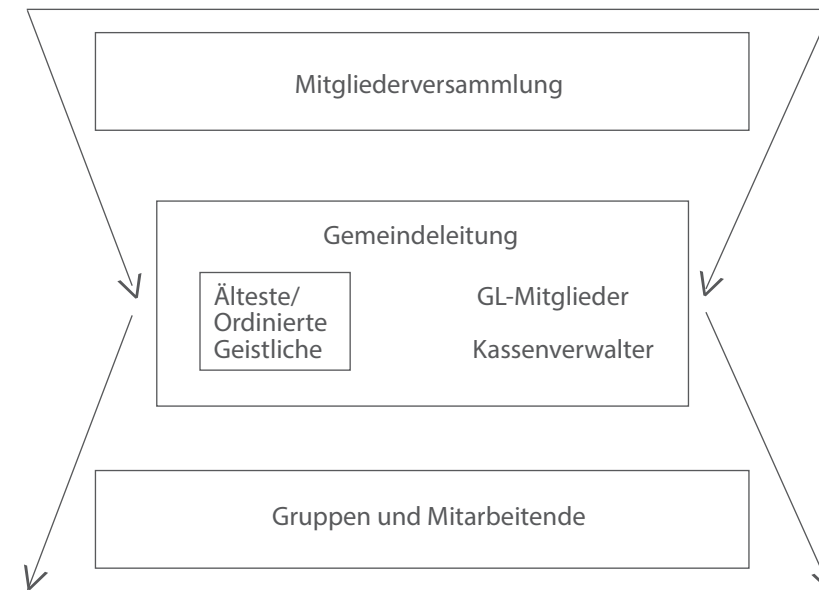 Mitgliederversammlung
Gemeindeleitung
Älteste/
Ordinierte
Geistliche
GL-Mitglieder
Kassenverwalter
Gruppen und Mitarbeitende